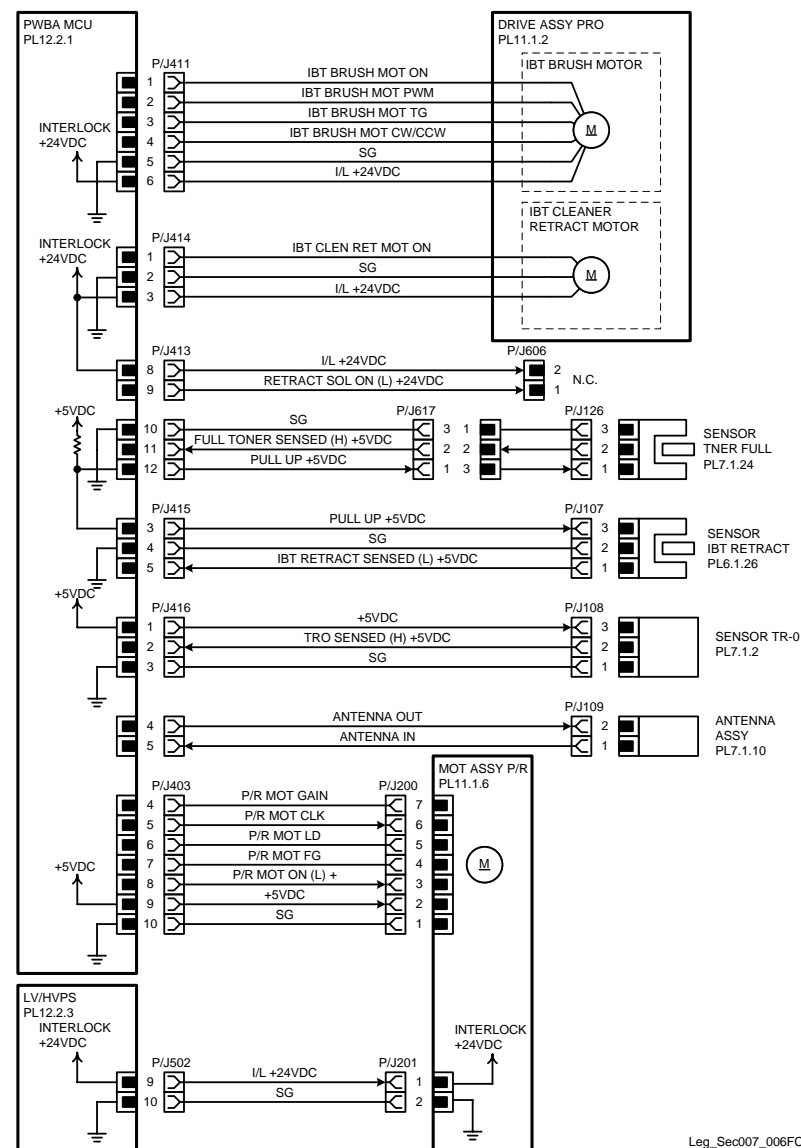 PWBA MCU
PL12.2.1
DRIVE ASSY PRO
PL11.1.2
IBT BRUSH MOTOR
P/J411
1 IBT BRUSH MOT ON
2 IBT BRUSH MOT PWM
3 IBT BRUSH MOT TG
4 IBT BRUSH MOT CW/CCW
5 SG
6 I/L +24VDC
INTERLOCK
+24VDC
M
IBT CLEANER
RETRACT MOTOR
INTERLOCK
+24VDC
P/J414
1 IBT CLEN RET MOT ON
2 SG
3 I/L +24VDC
M
P/J413
P/J606
8 I/L +24VDC 2
9 RETRACT SOL ON (L) +24VDC 1
N.C.
+5VDC
P/J617
P/J126
10 SG 3 1 3
11 FULL TONER SENSED (H) +5VDC 2 2 2
12 PULL UP +5VDC 1 3 1
SENSOR
TNER FULL
PL7.1.24
P/J415
P/J107
3 PULL UP +5VDC 3
4 SG 2
5 IBT RETRACT SENSED (L) +5VDC 1
SENSOR
IBT RETRACT
PL6.1.26
+5VDC
P/J416
P/J108
1 +5VDC 3
2 TRO SENSED (H) +5VDC 2
3 SG 1
SENSOR TR-0
PL7.1.2
P/J109
4 ANTENNA OUT 2
5 ANTENNA IN 1
ANTENNA
ASSY
PL7.1.10
MOT ASSY P/R
PL11.1.6
P/J403
P/J200
4 P/R MOT GAIN 7
5 P/R MOT CLK 6
6 P/R MOT LD 5
7 P/R MOT FG 4
8 P/R MOT ON (L) + 3
9 +5VDC 2
10 SG 1
+5VDC
M
LV/HVPS
PL12.2.3
INTERLOCK
+24VDC
P/J502
P/J201
9 I/L +24VDC 1
10 SG 2
INTERLOCK
+24VDC
Leg_Sec007_006FC